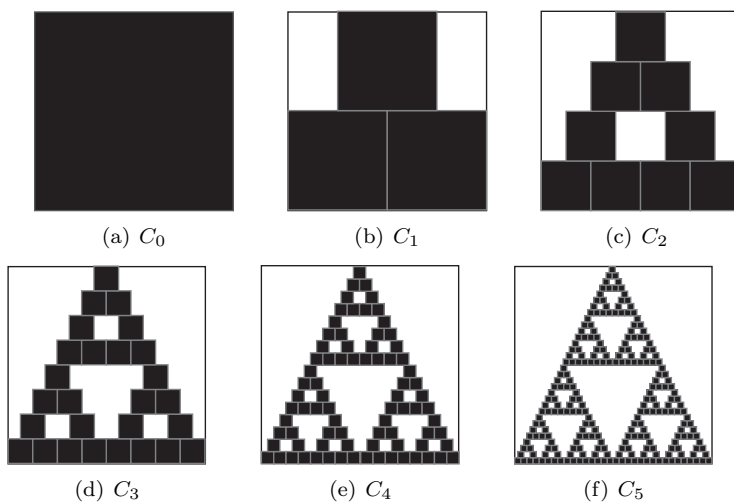 (a) C₀
(b) C₁
(c) C₂
(d) C₃
(e) C₄
(f) C₅